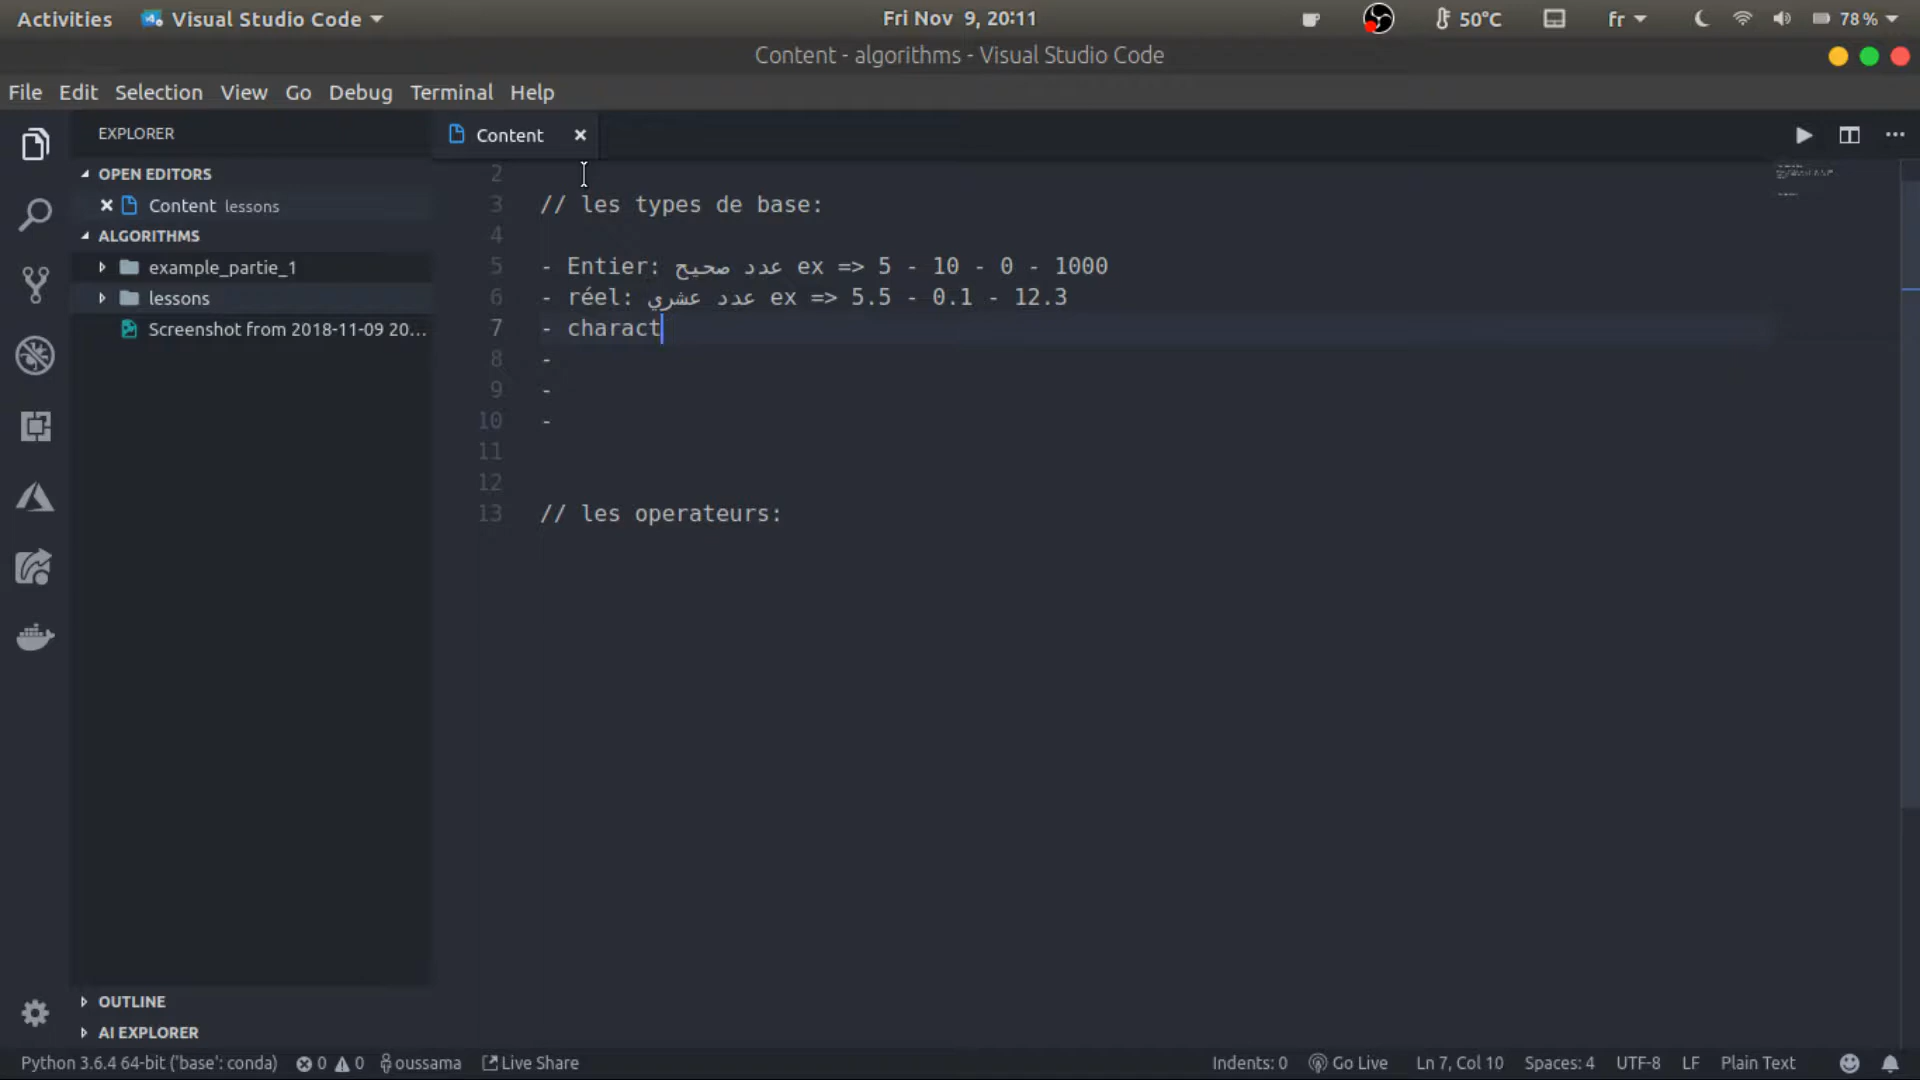 Activities Visual Studio Code Fri Nov 9, 20:11 50°C fr 78 %
Content - algorithms - Visual Studio Code
File Edit Selection View Go Debug Terminal Help
EXPLORER
OPEN EDITORS
Content lessons
ALGORITHMS
example_partie_1
lessons
Screenshot from 2018-11-09 20...
OUTLINE
AI EXPLORER
Content
2
3 // les types de base:
4
5 - Entier: عدد صحيح ex => 5 - 10 - 0 - 1000
6 - réel: عدد عشري ex => 5.5 - 0.1 - 12.3
7 - charact
8 -
9 -
10 -
11
12
13 // les operateurs:
Python 3.6.4 64-bit ('base': conda) 0 0 oussama Live Share Indents: 0 Go Live Ln 7, Col 10 Spaces: 4 UTF-8 LF Plain Text